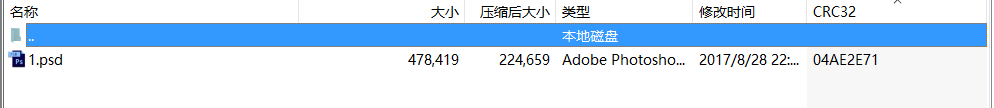 名称 大小 压缩后大小 类型 修改时间 CRC32
.. 本地磁盘
1.psd 478,419 224,659 Adobe Photosho... 2017/8/28 22:... 04AE2E71